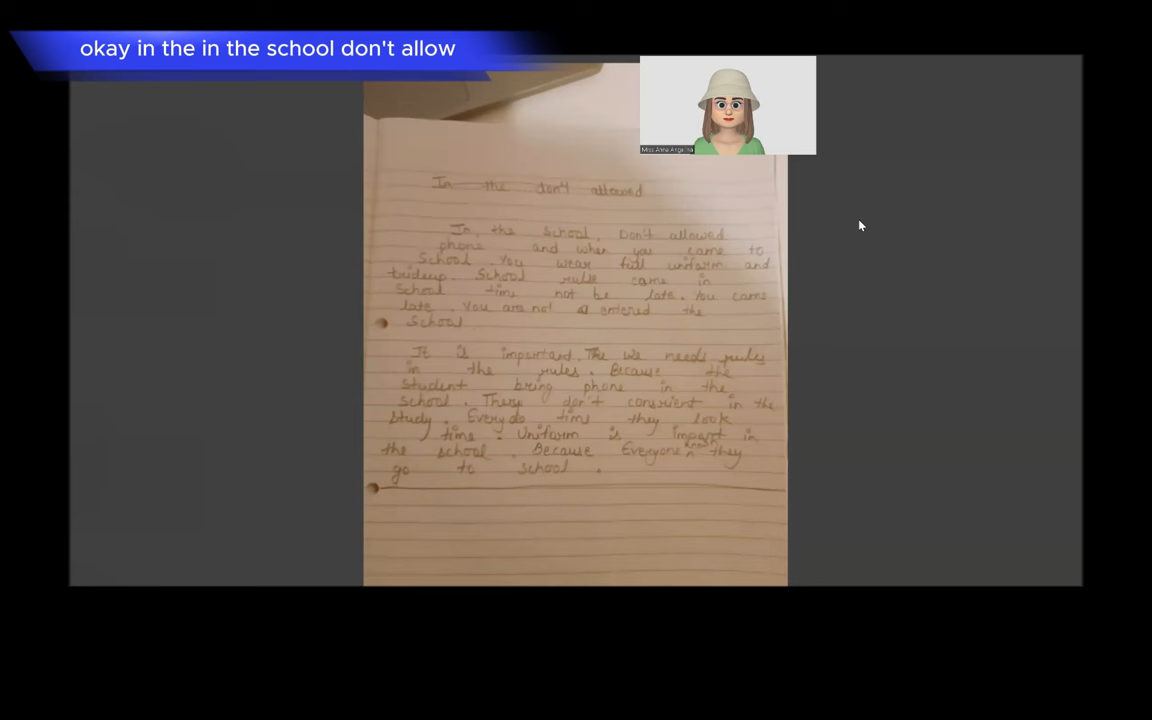 okay in the in the school don't allow
Miss Anna Angelina
In the don't allowed
In, the School, Don't allowed
phone and when you came to
School. You wear full uniform and
School rule came in
School time not be late. You came
late. You are not entered the
School
It is important. The we needs rules
in the rules. Because the
Student bring phone in the
School. They don't in the
Study. Everydo time they look
time. Uniform is import in
the school. Because Everyone they
go to school.